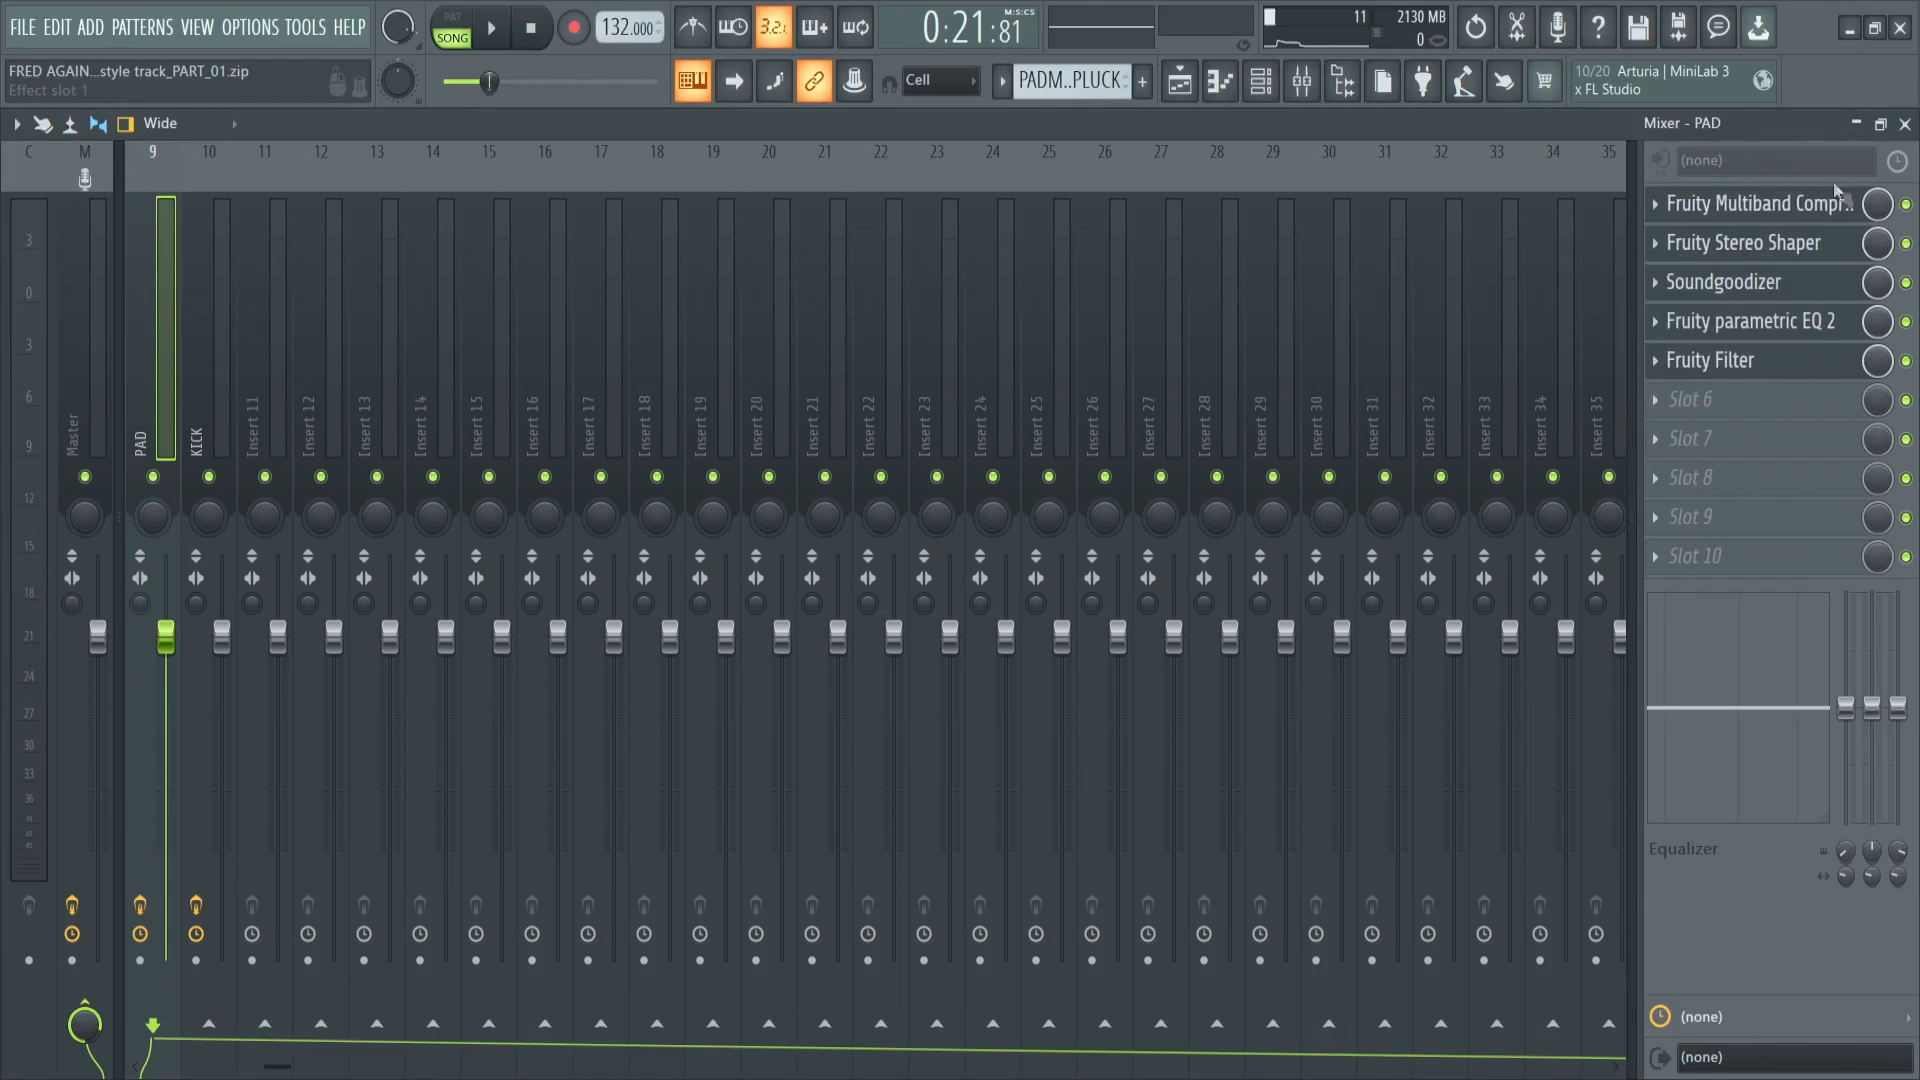 FILE EDIT ADD PATTERNS VIEW OPTIONS TOOLS HELP
PAT
SONG
132.000
3.2.
0:21:81
M:S:CS
11
2130 MB
0
FRED AGAIN...style track_PART_01.zip
Effect slot 1
Cell
PADM..PLUCK
10/20 Arturia | MiniLab 3
x FL Studio
Wide
Mixer - PAD
C M 9 10 11 12 13 14 15 16 17 18 19 20 21 22 23 24 25 26 27 28 29 30 31 32 33 34 35
3
0
3
6
9
12
15
18
21
24
27
30
33
36
Master
PAD
KICK
Insert 11
Insert 12
Insert 13
Insert 14
Insert 15
Insert 16
Insert 17
Insert 18
Insert 19
Insert 20
Insert 21
Insert 22
Insert 23
Insert 24
Insert 25
Insert 26
Insert 27
Insert 28
Insert 29
Insert 30
Insert 31
Insert 32
Insert 33
Insert 34
Insert 35
(none)
Fruity Multiband Compr..
Fruity Stereo Shaper
Soundgoodizer
Fruity parametric EQ 2
Fruity Filter
Slot 6
Slot 7
Slot 8
Slot 9
Slot 10
Equalizer
(none)
(none)